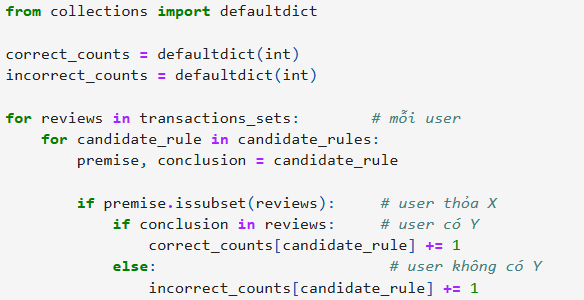 from collections import defaultdict

correct_counts = defaultdict(int)
incorrect_counts = defaultdict(int)

for reviews in transactions_sets:        # mỗi user
    for candidate_rule in candidate_rules:
        premise, conclusion = candidate_rule

        if premise.issubset(reviews):     # user thỏa X
            if conclusion in reviews:     # user có Y
                correct_counts[candidate_rule] += 1
            else:                          # user không có Y
                incorrect_counts[candidate_rule] += 1